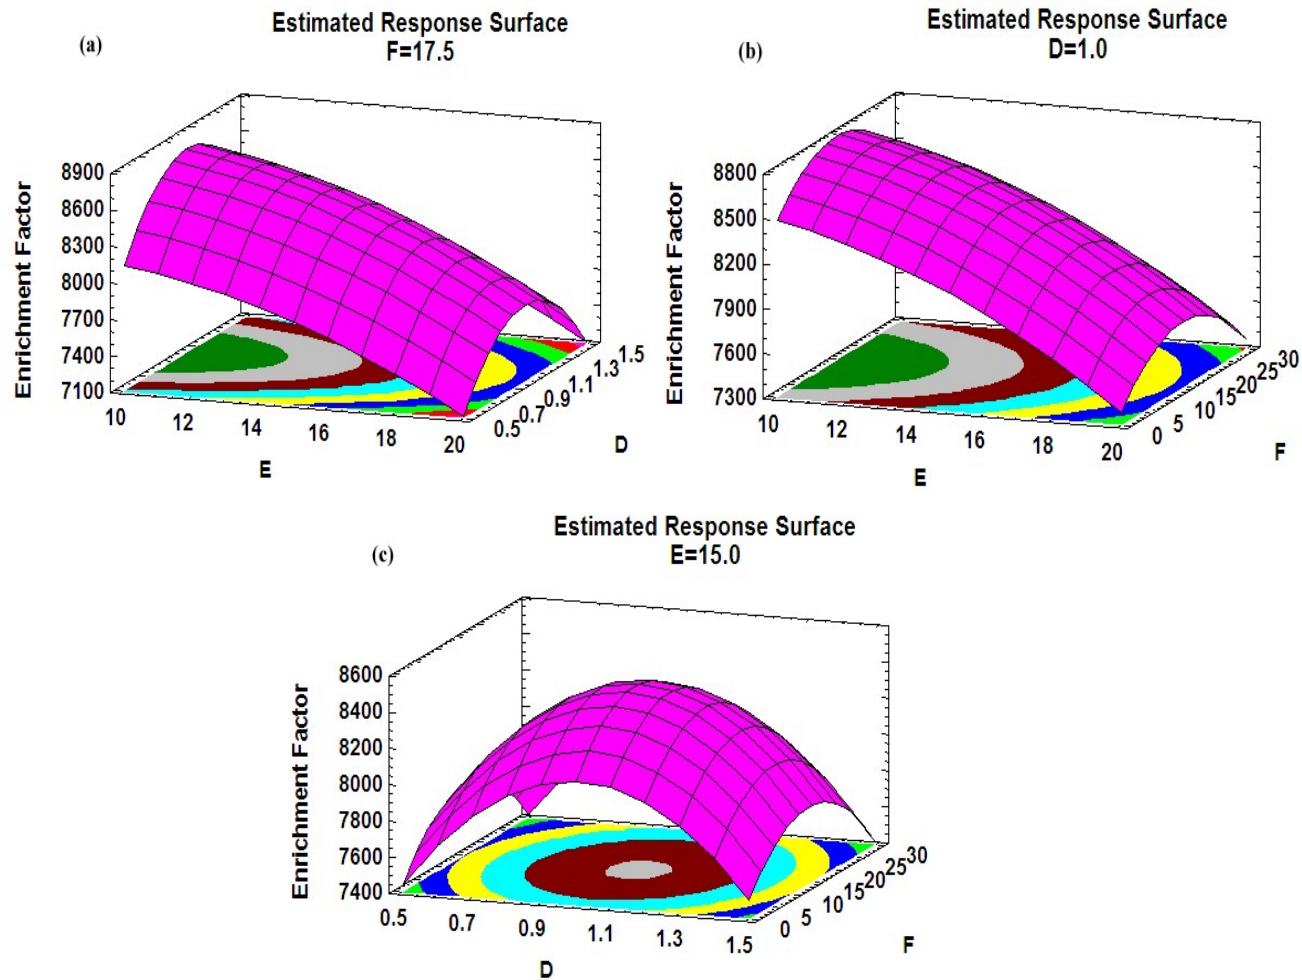 (a)
Estimated Response Surface
F=17.5
Enrichment Factor
8900
8600
8300
8000
7700
7400
7100
10 12 14 16 18 20
E
0.5 0.7 0.9 1.1 1.3 1.5
D
(b)
Estimated Response Surface
D=1.0
Enrichment Factor
8800
8500
8200
7900
7600
7300
10 12 14 16 18 20
E
0 5 10 15 20 25 30
F
(c)
Estimated Response Surface
E=15.0
Enrichment Factor
8600
8400
8200
8000
7800
7600
7400
0.5 0.7 0.9 1.1 1.3 1.5
D
0 5 10 15 20 25 30
F